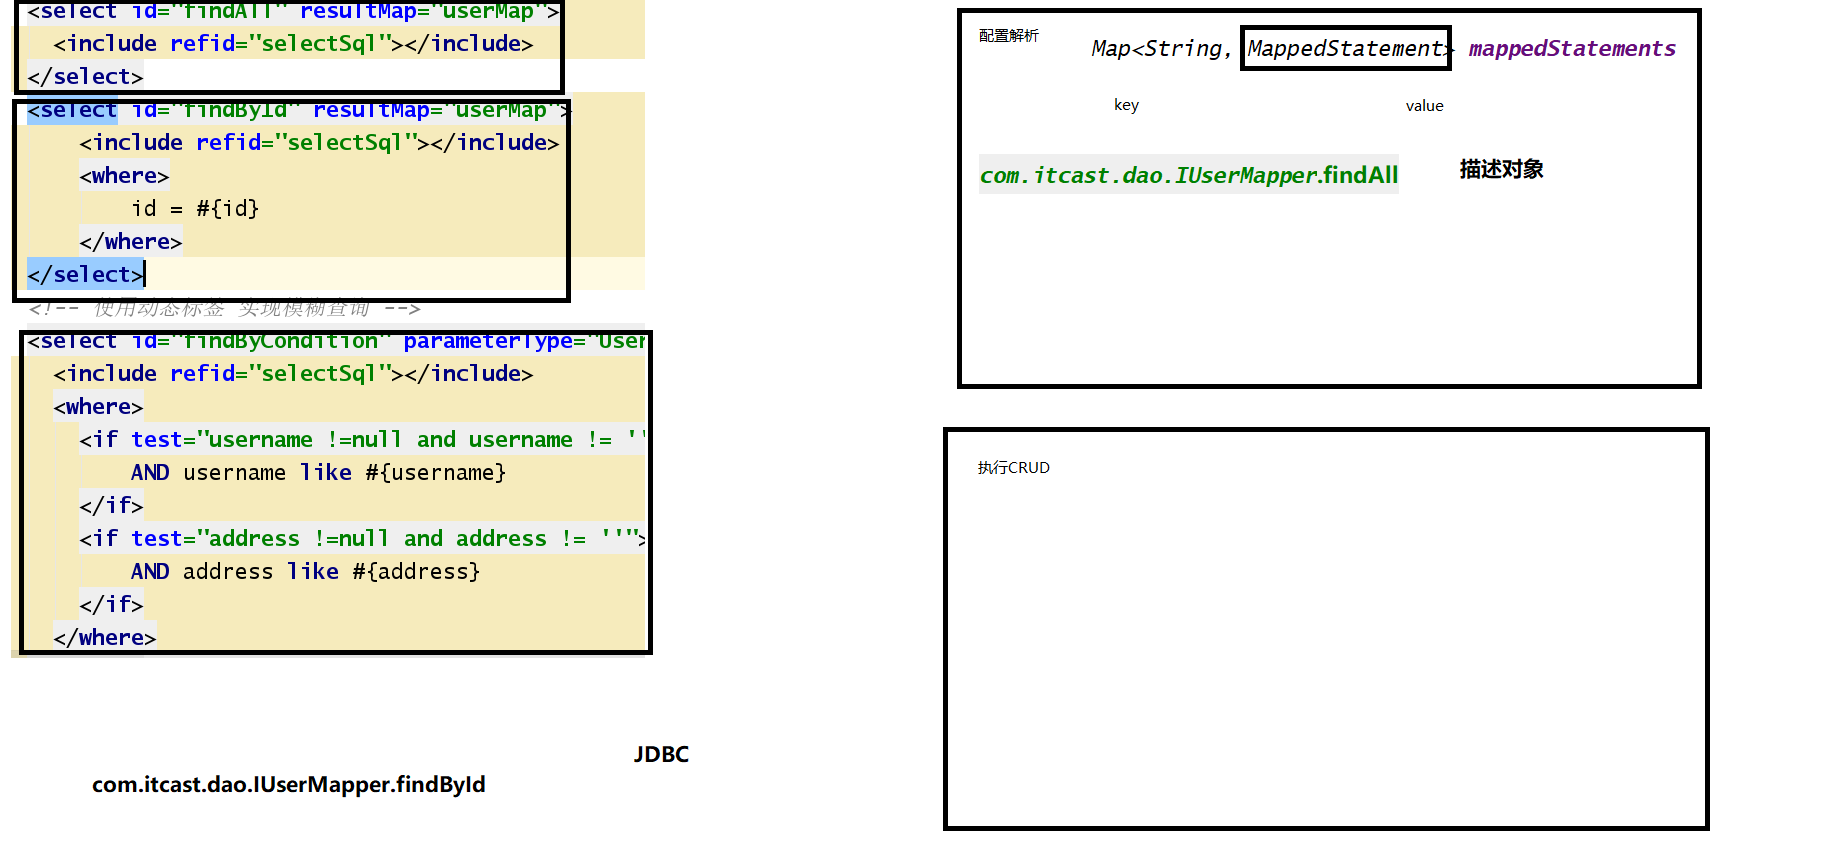 <select id="findAll" resultMap="userMap">
<include refid="selectSql"></include>
</select>
<select id="findById" resultMap="userMap">
<include refid="selectSql"></include>
<where>
id = #{id}
</where>
</select>
<!-- 使用动态标签 实现模糊查询 -->
<select id="findByCondition" parameterType="User
<include refid="selectSql"></include>
<where>
<if test="username !=null and username != ''
AND username like #{username}
</if>
<if test="address !=null and address != ''">
AND address like #{address}
</if>
</where>
JDBC
com.itcast.dao.IUserMapper.findById
配置解析
Map<String, MappedStatement> mappedStatements
key value
com.itcast.dao.IUserMapper.findAll 描述对象
执行CRUD